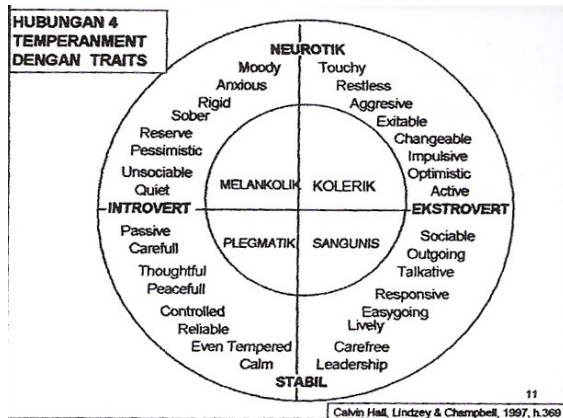 HUBUNGAN 4
TEMPERANMENT
DENGAN TRAITS
NEUROTIK
Moody
Anxious
Rigid
Sober
Reserve
Pessimistic
Unsociable
Quiet
Touchy
Restless
Aggresive
Exitable
Changeable
Impulsive
Optimistic
Active
MELANKOLIK
KOLERIK
INTROVERT
EKSTROVERT
PLEGMATIK
SANGUNIS
Passive
Carefull
Thoughtful
Peacefull
Controlled
Reliable
Even Tempered
Calm
Sociable
Outgoing
Talkative
Responsive
Easygoing
Lively
Carefree
Leadership
STABIL
11
Calvin Hall, Lindzey & Champbell, 1997, h.369